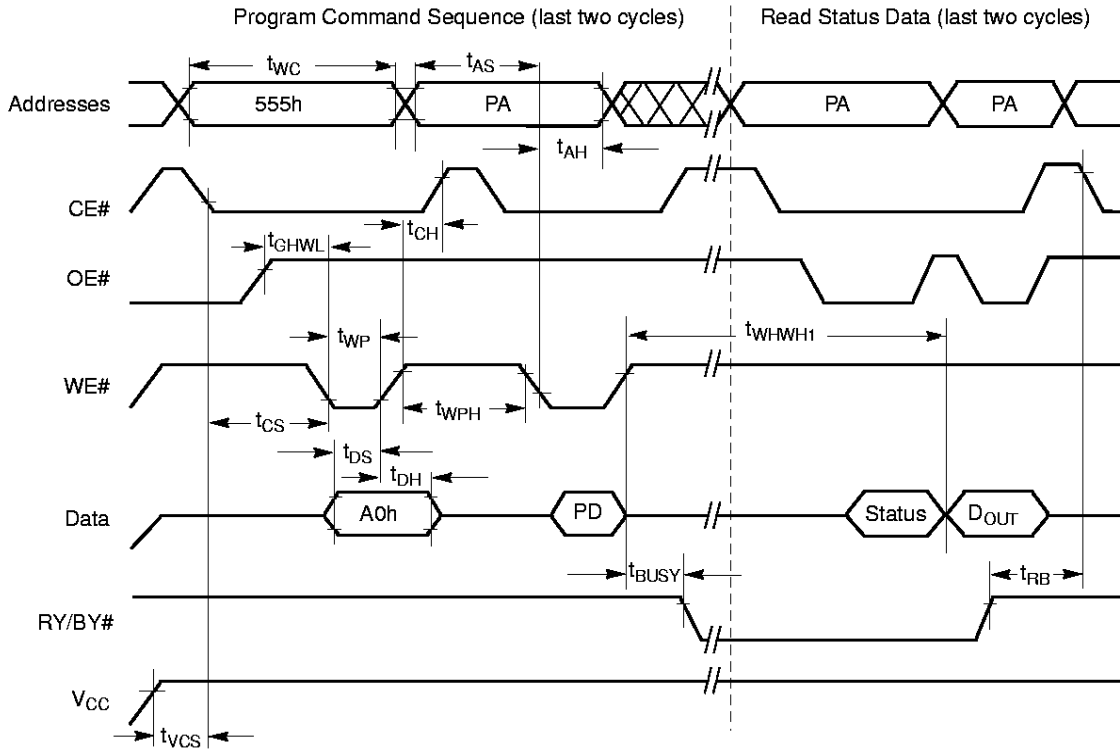 Program Command Sequence (last two cycles) Read Status Data (last two cycles)
tWC tAS
Addresses 555h PA PA PA
tAH
CE#
tCH
tGHWL
OE#
tWP tWHWH1
WE#
tCS tWPH
tDS
tDH
Data A0h PD Status DOUT
tBUSY tRB
RY/BY#
VCC
tVCS